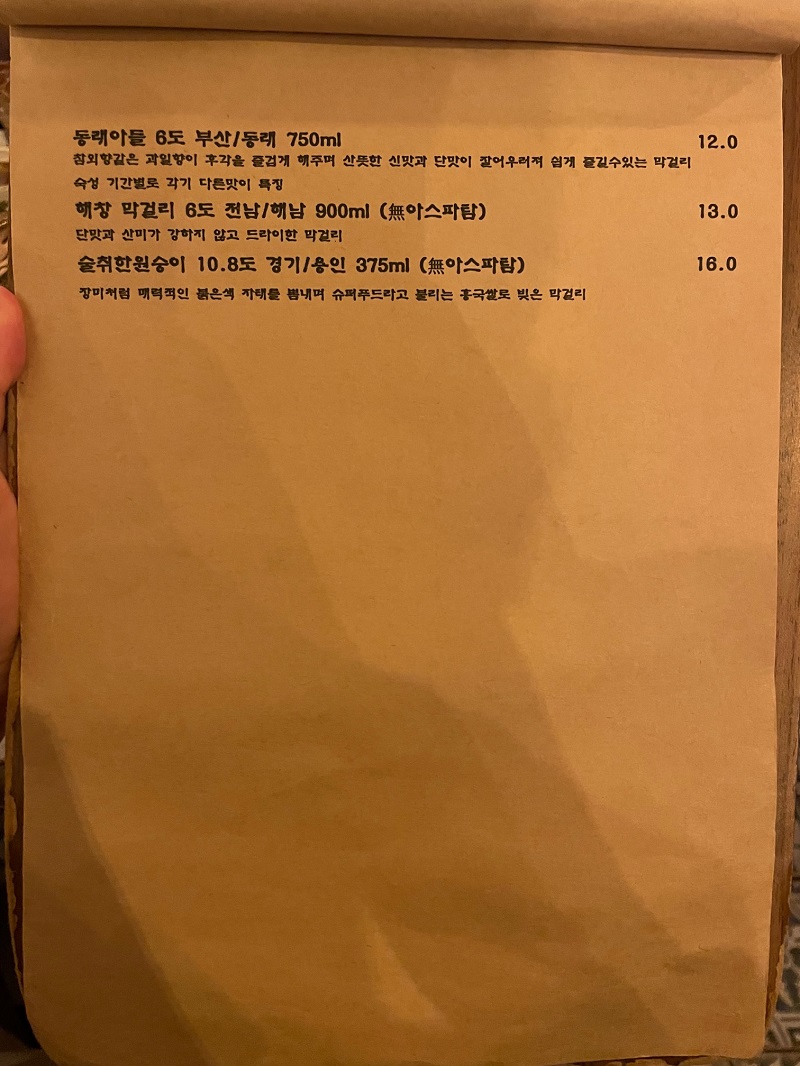 동래아들 6도 부산/동래 750ml 12.0
참외향같은 과일향이 후각을 즐겁게 해주며 산뜻한 신맛과 단맛이 잘어우러져 쉽게 즐길수있는 막걸리
숙성 기간별로 각기 다른맛이 특징
해창 막걸리 6도 전남/해남 900ml (無아스파탐) 13.0
단맛과 산미가 강하지 않고 드라이한 막걸리
술취한원숭이 10.8도 경기/용인 375ml (無아스파탐) 16.0
장미처럼 매력적인 붉은색 자태를 뽐내며 슈퍼푸드라고 불리는 홍국쌀로 빚은 막걸리